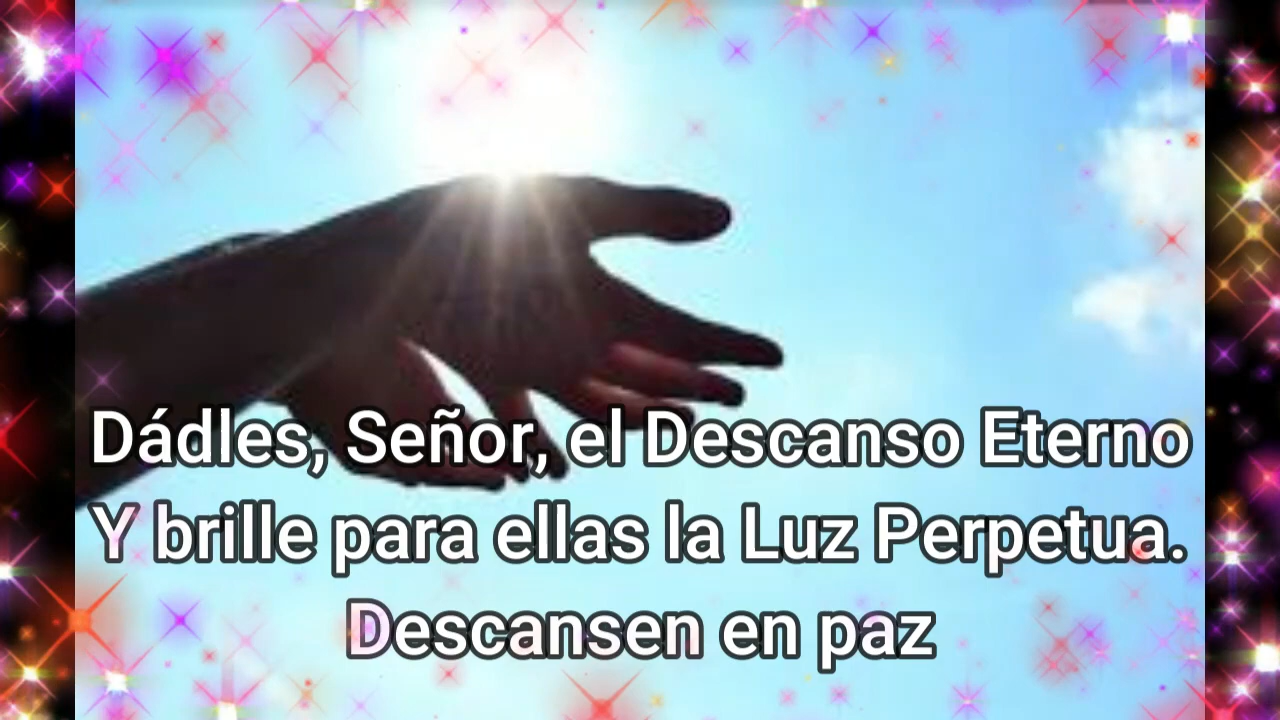 Dádles, Señor, el Descanso Eterno
Y brille para ellas la Luz Perpetua.
Descansen en paz